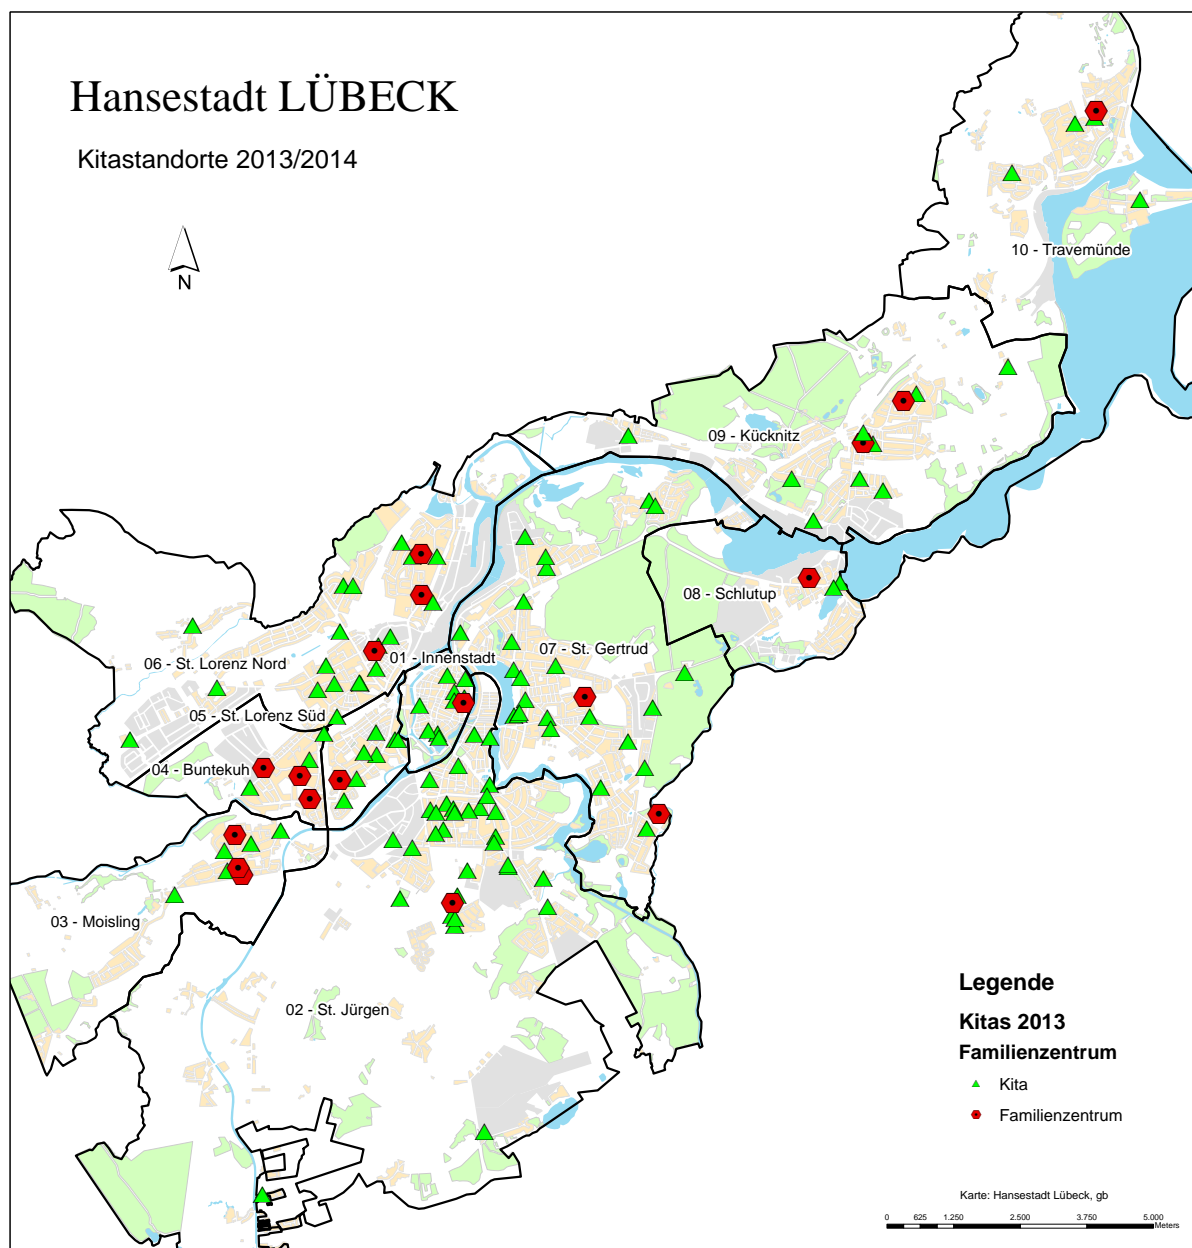 Hansestadt LÜBECK
Kitastandorte 2013/2014
N
10 - Travemünde
09 - Kücknitz
08 - Schlutup
07 - St. Gertrud
01 - Innenstadt
06 - St. Lorenz Nord
05 - St. Lorenz Süd
04 - Buntekuh
03 - Moisling
02 - St. Jürgen
Legende
Kitas 2013
Familienzentrum
Kita
Familienzentrum
Karte: Hansestadt Lübeck, gb
0 625 1.250 2.500 3.750 5.000
Meters